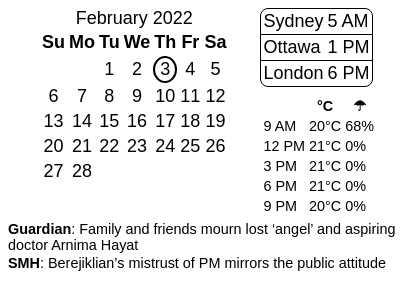 February 2022
Su Mo Tu We Th Fr Sa
1 2 3 4 5
6 7 8 9 10 11 12
13 14 15 16 17 18 19
20 21 22 23 24 25 26
27 28
Sydney 5 AM
Ottawa 1 PM
London 6 PM
°C ☂
9 AM 20°C 68%
12 PM 21°C 0%
3 PM 21°C 0%
6 PM 21°C 0%
9 PM 20°C 0%
Guardian: Family and friends mourn lost ‘angel’ and aspiring
doctor Arnima Hayat
SMH: Berejiklian’s mistrust of PM mirrors the public attitude